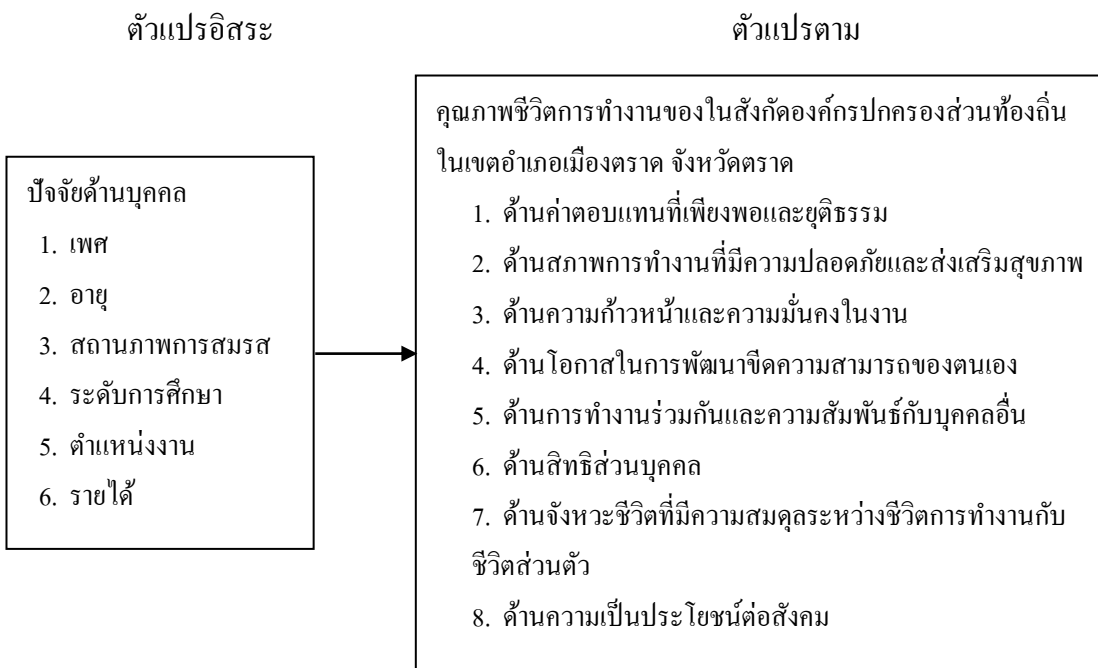 ตัวแปรอิสระ
ตัวแปรตาม
ปัจจัยด้านบุคคล
1. เพศ
2. อายุ
3. สถานภาพการสมรส
4. ระดับการศึกษา
5. ตำแหน่งงาน
6. รายได้
คุณภาพชีวิตการทำงานของในสังกัดองค์กรปกครองส่วนท้องถิ่น
ในเขตอำเภอเมืองตราด จังหวัดตราด
1. ด้านค่าตอบแทนที่เพียงพอและยุติธรรม
2. ด้านสภาพการทำงานที่มีความปลอดภัยและส่งเสริมสุขภาพ
3. ด้านความก้าวหน้าและความมั่นคงในงาน
4. ด้านโอกาสในการพัฒนาขีดความสามารถของตนเอง
5. ด้านการทำงานร่วมกันและความสัมพันธ์กับบุคคลอื่น
6. ด้านสิทธิส่วนบุคคล
7. ด้านจังหวะชีวิตที่มีความสมดุลระหว่างชีวิตการทำงานกับ
ชีวิตส่วนตัว
8. ด้านความเป็นประโยชน์ต่อสังคม